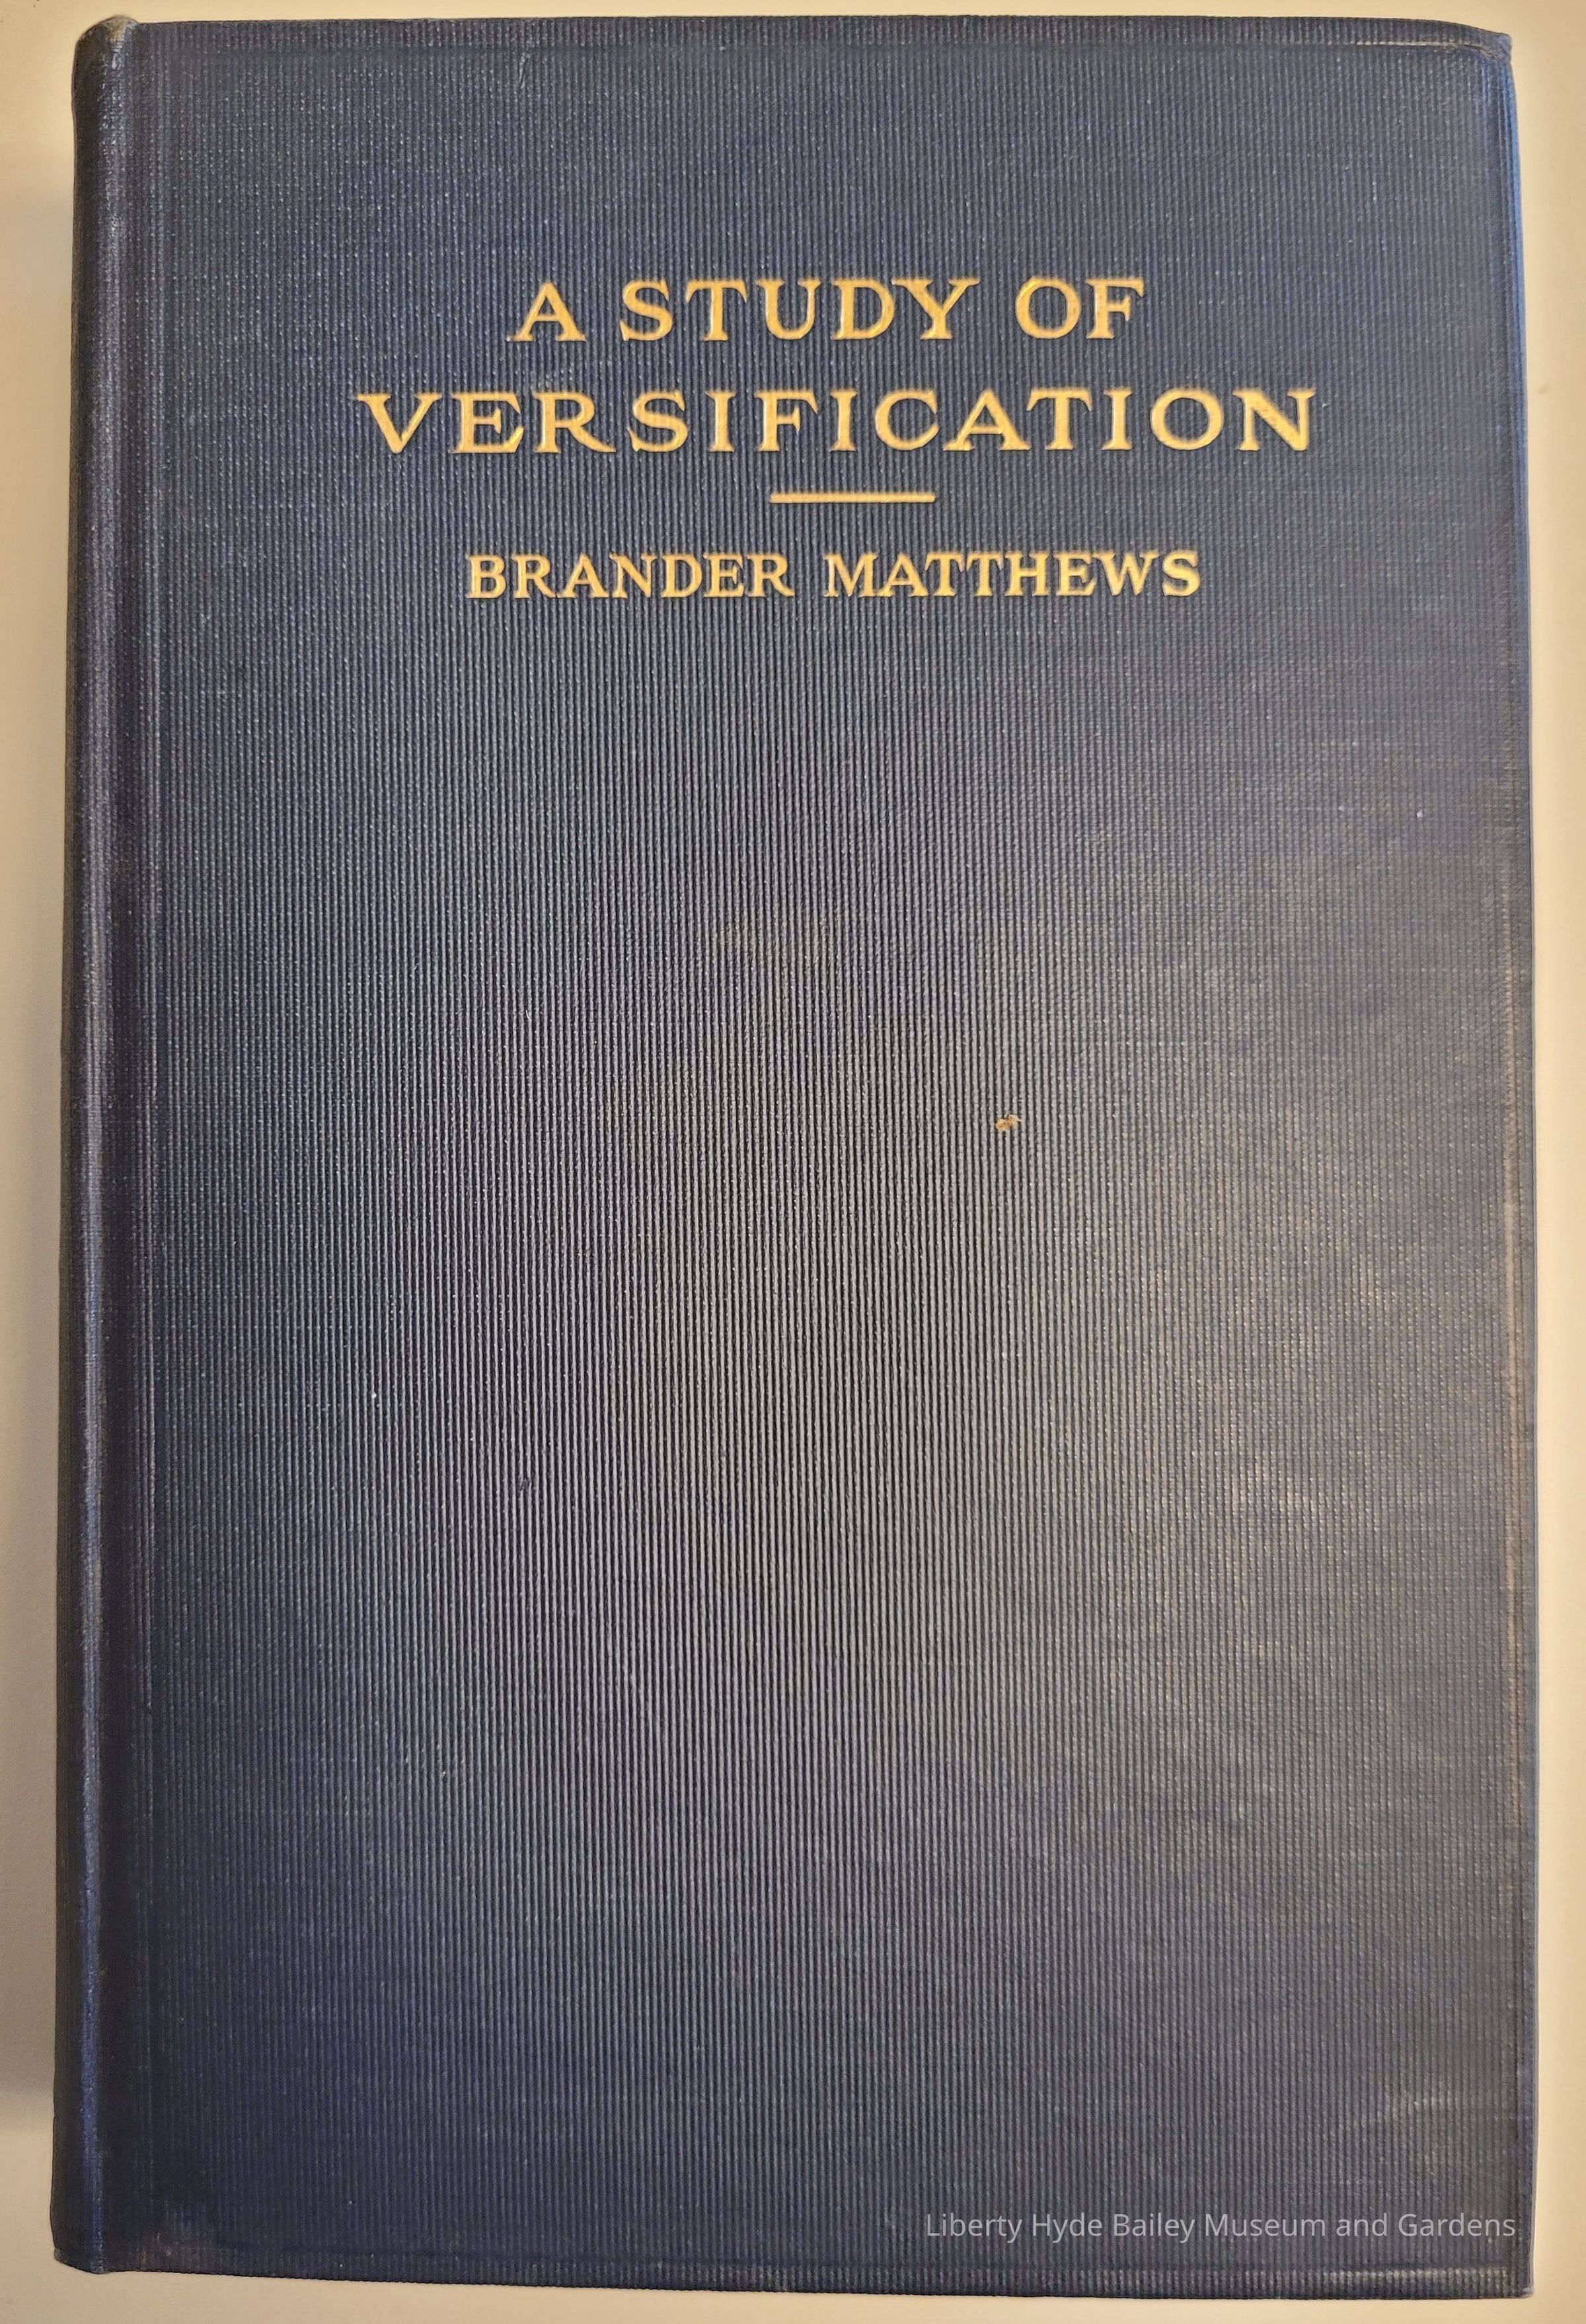 A STUDY OF
VERSIFICATION
BRANDER MATTHEWS
Liberty Hyde Bailey Museum and Gardens